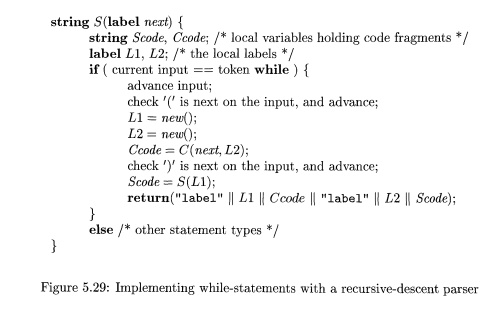 string S(label next) {
string Scode, Ccode; /* local variables holding code fragments */
label L1, L2; /* the local labels */
if ( current input == token while ) {
advance input;
check '(' is next on the input, and advance;
L1 = new();
L2 = new();
Ccode = C(next, L2);
check ')' is next on the input, and advance;
Scode = S(L1);
return("label" || L1 || Ccode || "label" || L2 || Scode);
}
else /* other statement types */
}
Figure 5.29: Implementing while-statements with a recursive-descent parser